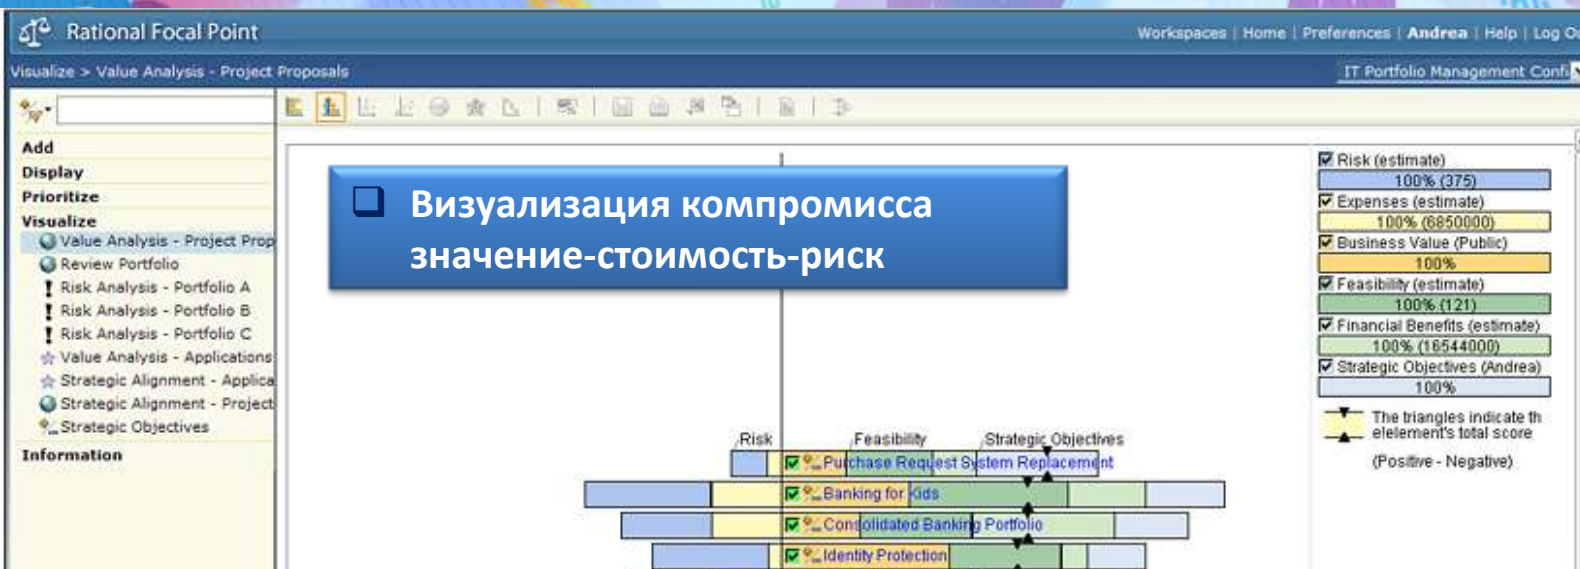 Rational Focal Point
Workspaces | Home | Preferences | Andrea | Help | Log Ou
Visualize > Value Analysis - Project Proposals
IT Portfolio Management Confi
Add
Display
Prioritize
Visualize
Value Analysis - Project Prop
Review Portfolio
Risk Analysis - Portfolio A
Risk Analysis - Portfolio B
Risk Analysis - Portfolio C
Value Analysis - Applications
Strategic Alignment - Applica
Strategic Alignment - Project
Strategic Objectives
Information
Визуализация компромисса
значение-стоимость-риск
Risk (estimate)
100% (375)
Expenses (estimate)
100% (6850000)
Business Value (Public)
100%
Feasibility (estimate)
100% (121)
Financial Benefits (estimate)
100% (16544000)
Strategic Objectives (Andrea)
100%
The triangles indicate th
elelement's total score
(Positive - Negative)
Risk Feasibility Strategic Objectives
Purchase Request System Replacement
Banking for Kids
Consolidated Banking Portfolio
Identity Protection